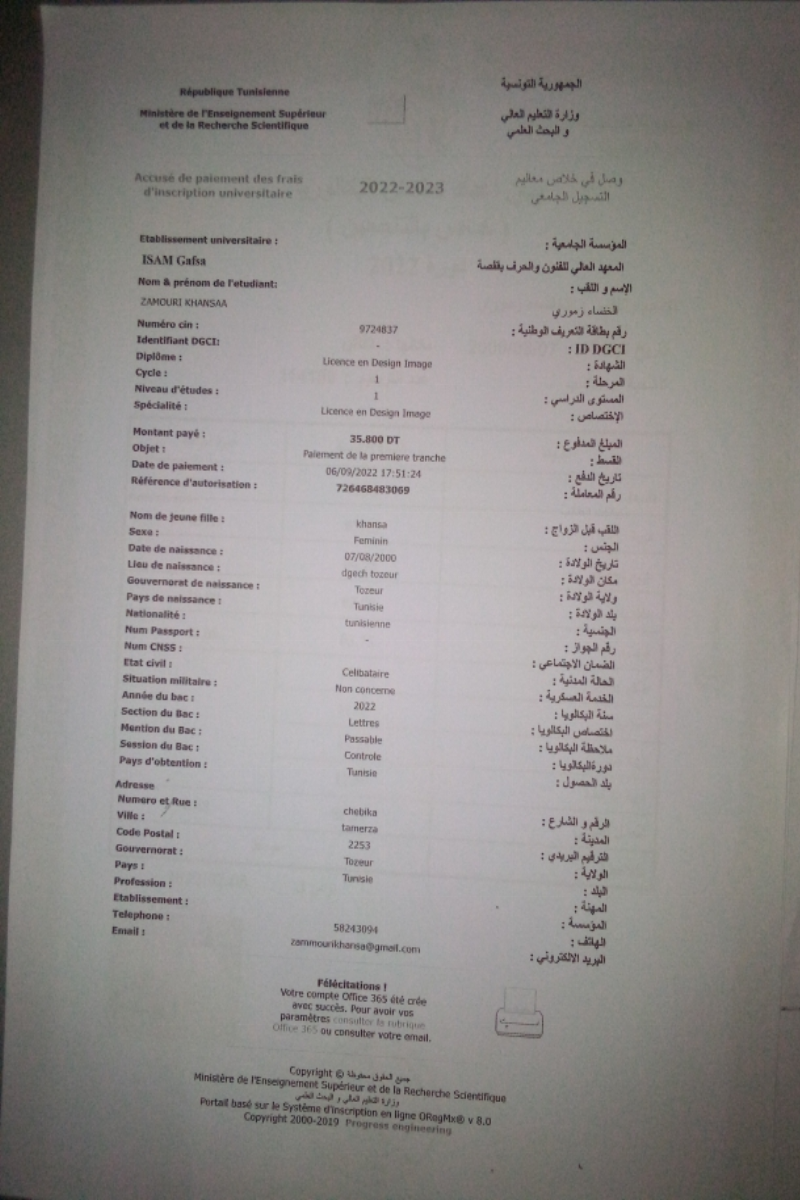 République Tunisienne
الجمهورية التونسية
Ministère de l'Enseignement Supérieur
et de la Recherche Scientifique
وزارة التعليم العالي
و البحث العلمي
Accusé de paiement des frais
d'inscription universitaire
2022-2023
وصل في خلاص معاليم
التسجيل الجامعي
Etablissement universitaire :
المؤسسة الجامعية :
ISAM Gafsa
المعهد العالي للفنون والحرف بقفصة
Nom & prénom de l'etudiant:
الإسم و اللقب :
ZAMOURI KHANSAA
الخنساء زموري
Numéro cin : 9724837 رقم بطاقة التعريف الوطنية :
Identifiant DGCI: - ID DGCI :
Diplôme : Licence en Design Image الشهادة :
Cycle : 1 المرحلة :
Niveau d'études : 1 المستوى الدراسي :
Spécialité : Licence en Design Image الإختصاص :
Montant payé : 35.800 DT المبلغ المدفوع :
Objet : Paiement de la premiere tranche القسط :
Date de paiement : 06/09/2022 17:51:24 تاريخ الدفع :
Référence d'autorisation : 726468483069 رقم المعاملة :
Nom de jeune fille : khansa اللقب قبل الزواج :
Sexe : Feminin الجنس :
Date de naissance : 07/08/2000 تاريخ الولادة :
Lieu de naissance : dgech tozeur مكان الولادة :
Gouvernorat de naissance : Tozeur ولاية الولادة :
Pays de naissance : Tunisie بلد الولادة :
Nationalité : tunisienne الجنسية :
Num Passport : - رقم الجواز :
Num CNSS : الضمان الاجتماعي :
Etat civil : Celibataire الحالة المدنية :
Situation militaire : Non concerne الخدمة العسكرية :
Année du bac : 2022 سنة البكالويا :
Section du Bac : Lettres اختصاص البكالويا :
Mention du Bac : Passable ملاحظة البكالويا :
Session du Bac : Controle دورةالبكالويا :
Pays d'obtention : Tunisie بلد الحصول :
Adresse
Numero et Rue : chebika الرقم و الشارع :
Ville : tamerza المدينة :
Code Postal : 2253 الترقيم البريدي :
Gouvernorat : Tozeur الولاية :
Pays : Tunisie البلد :
Profession : المهنة :
Etablissement : المؤسسة :
Telephone : 58243094 الهاتف :
Email : zammourikhansa@gmail.com البريد الالكتروني :
Félécitations !
Votre compte Office 365 été crée
avec succès. Pour avoir vos
paramètres consulter la rubrique
Office 365 ou consulter votre email.
Copyright © جميع الحقوق محفوظة
Ministère de l'Enseignement Supérieur et de la Recherche Scientifique
وزارة التعليم العالي و البحث العلمي
Portail basé sur le Système d'inscription en ligne ORegMx® v 8.0
Copyright 2000-2019 Progress engineering